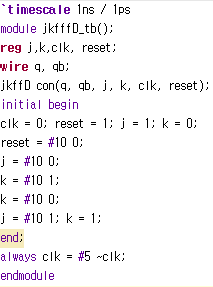 `timescale 1ns / 1ps
module jkfffD_tb();
reg j,k,clk, reset;
wire q, qb;
jkffD con(q, qb, j, k, clk, reset);
initial begin
clk = 0; reset = 1; j = 1; k = 0;
reset = #10 0;
j = #10 0;
k = #10 1;
k = #10 0;
j = #10 1; k = 1;
end;
always clk = #5 ~clk;
endmodule